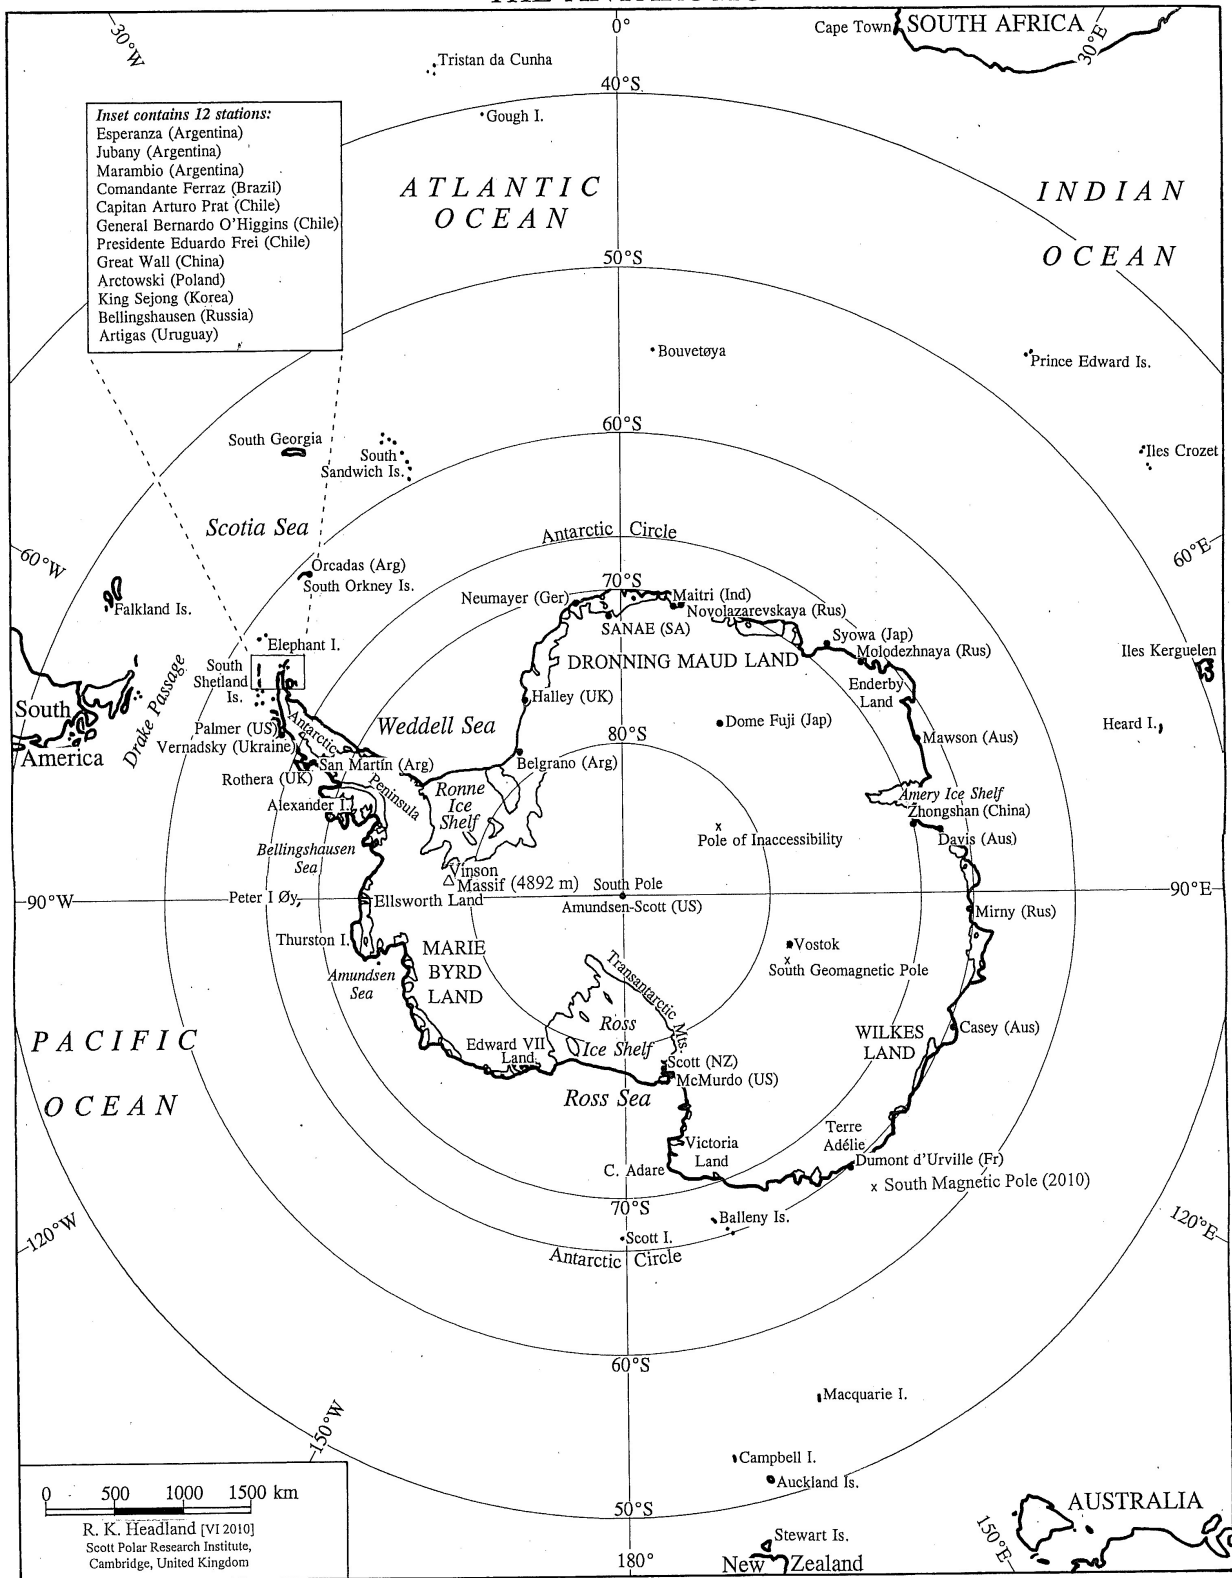 0°
30°W
Cape Town
SOUTH AFRICA
30°E
Tristan da Cunha
40°S
Gough I.
Inset contains 12 stations:
Esperanza (Argentina)
Jubany (Argentina)
Marambio (Argentina)
Comandante Ferraz (Brazil)
Capitan Arturo Prat (Chile)
General Bernardo O'Higgins (Chile)
Presidente Eduardo Frei (Chile)
Great Wall (China)
Arctowski (Poland)
King Sejong (Korea)
Bellingshausen (Russia)
Artigas (Uruguay)
ATLANTIC
OCEAN
INDIAN
OCEAN
50°S
Bouvetøya
Prince Edward Is.
60°S
South Georgia
South
Sandwich Is.
Iles Crozet
Scotia Sea
Antarctic Circle
60°W
60°E
Orcadas (Arg)
South Orkney Is.
70°S
Falkland Is.
Neumayer (Ger)
Maitri (Ind)
Novolazarevskaya (Rus)
SANAE (SA)
Syowa (Jap)
Molodezhnaya (Rus)
Elephant I.
South
Shetland
Is.
DRONNING MAUD LAND
Iles Kerguelen
Enderby
Land
South
America
Drake Passage
Halley (UK)
Weddell Sea
Dome Fuji (Jap)
Heard I.
Palmer (US)
Vernadsky (Ukraine)
Antarctic
Peninsula
80°S
Mawson (Aus)
San Martín (Arg)
Belgrano (Arg)
Rothera (UK)
Ronne
Ice
Shelf
Alexander I.
Amery Ice Shelf
Zhongshan (China)
Davis (Aus)
Pole of Inaccessibility
Bellingshausen
Sea
Vinson
Massif (4892 m)
South Pole
90°W
Peter I Øy
Ellsworth Land
Amundsen-Scott (US)
90°E
Mirny (Rus)
Thurston I.
MARIE
BYRD
LAND
Vostok
South Geomagnetic Pole
Amundsen
Sea
Transantarctic Mts.
Ross
Ice Shelf
WILKES
LAND
Casey (Aus)
PACIFIC
OCEAN
Edward VII
Land
Scott (NZ)
McMurdo (US)
Ross Sea
Terre
Adélie
Victoria
Land
C. Adare
Dumont d'Urville (Fr)
x South Magnetic Pole (2010)
70°S
Balleny Is.
Scott I.
120°W
120°E
Antarctic Circle
60°S
Macquarie I.
150°W
Campbell I.
Auckland Is.
0 500 1000 1500 km
R. K. Headland [VI 2010]
Scott Polar Research Institute,
Cambridge, United Kingdom
50°S
AUSTRALIA
150°E
Stewart Is.
180°
New Zealand